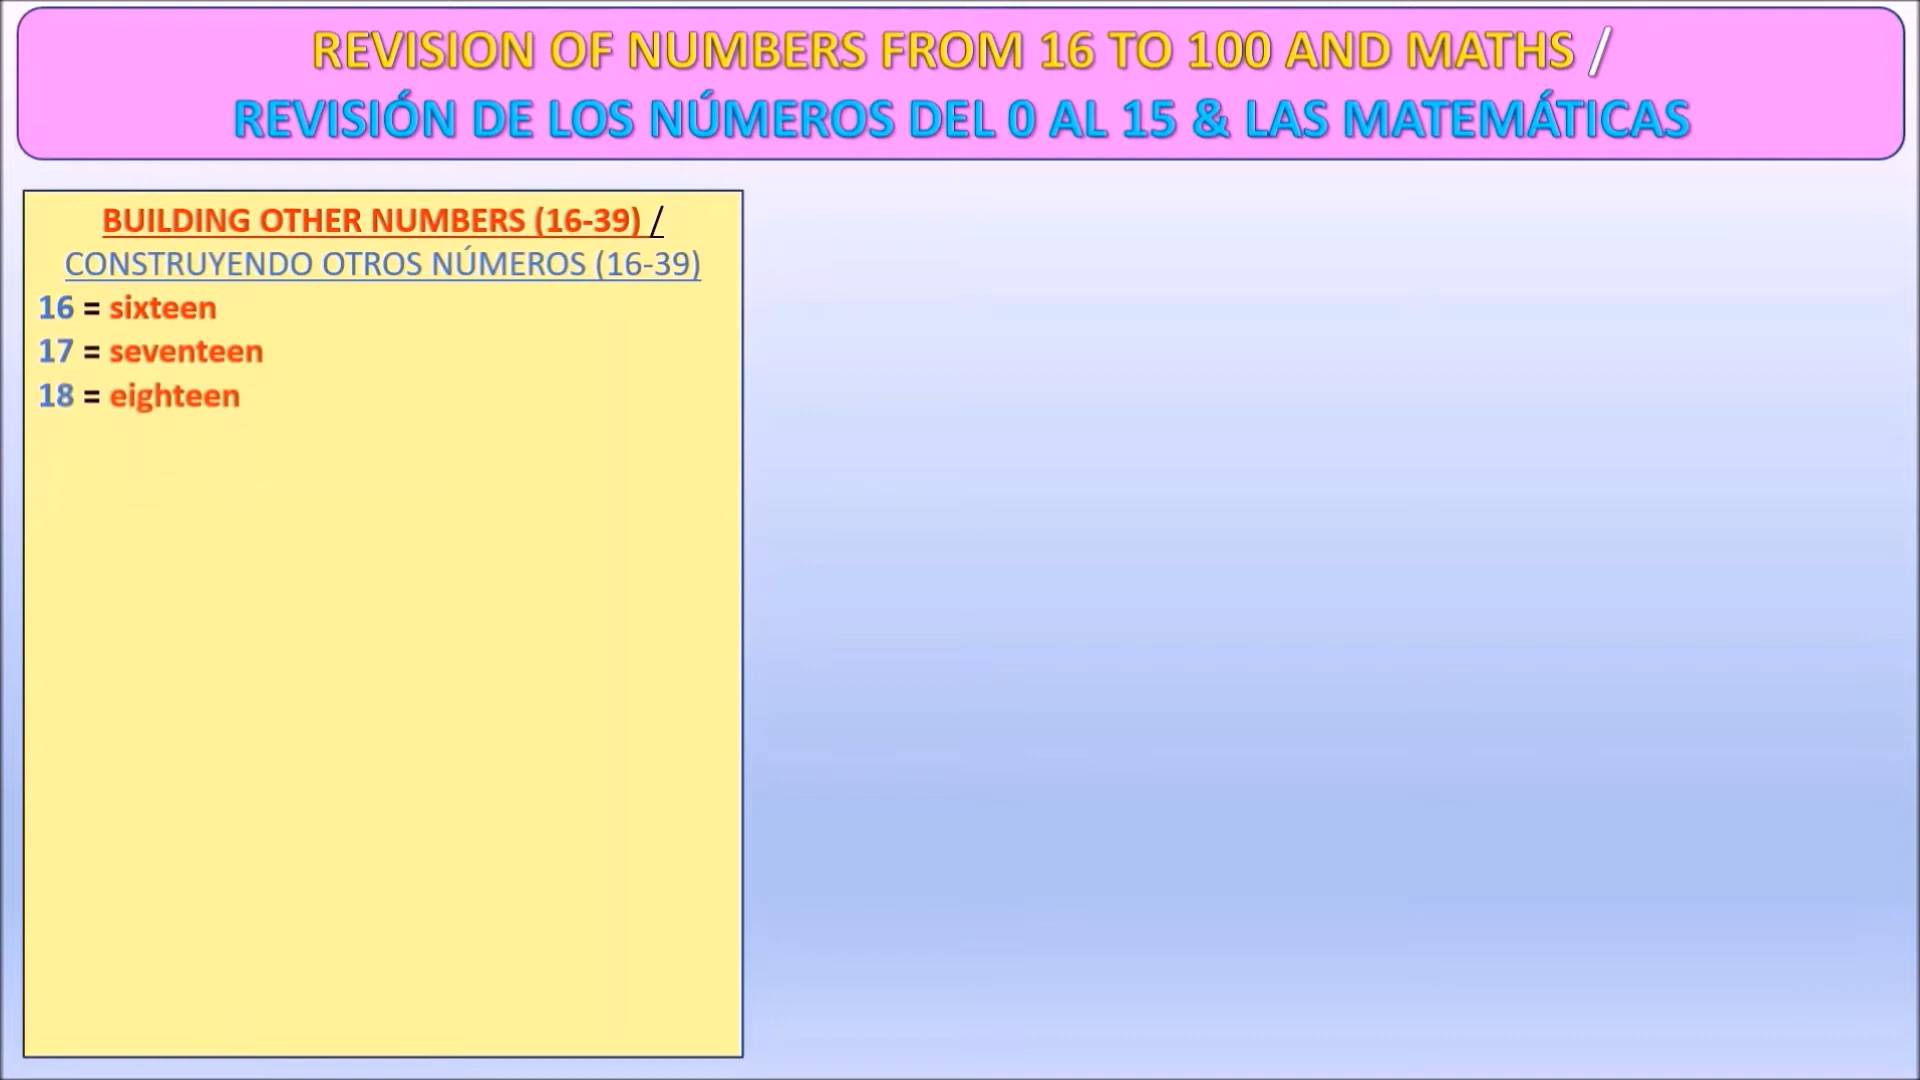 REVISION OF NUMBERS FROM 16 TO 100 AND MATHS /
REVISIÓN DE LOS NÚMEROS DEL 0 AL 15 & LAS MATEMÁTICAS
BUILDING OTHER NUMBERS (16-39) /
CONSTRUYENDO OTROS NÚMEROS (16-39)
16 = sixteen
17 = seventeen
18 = eighteen